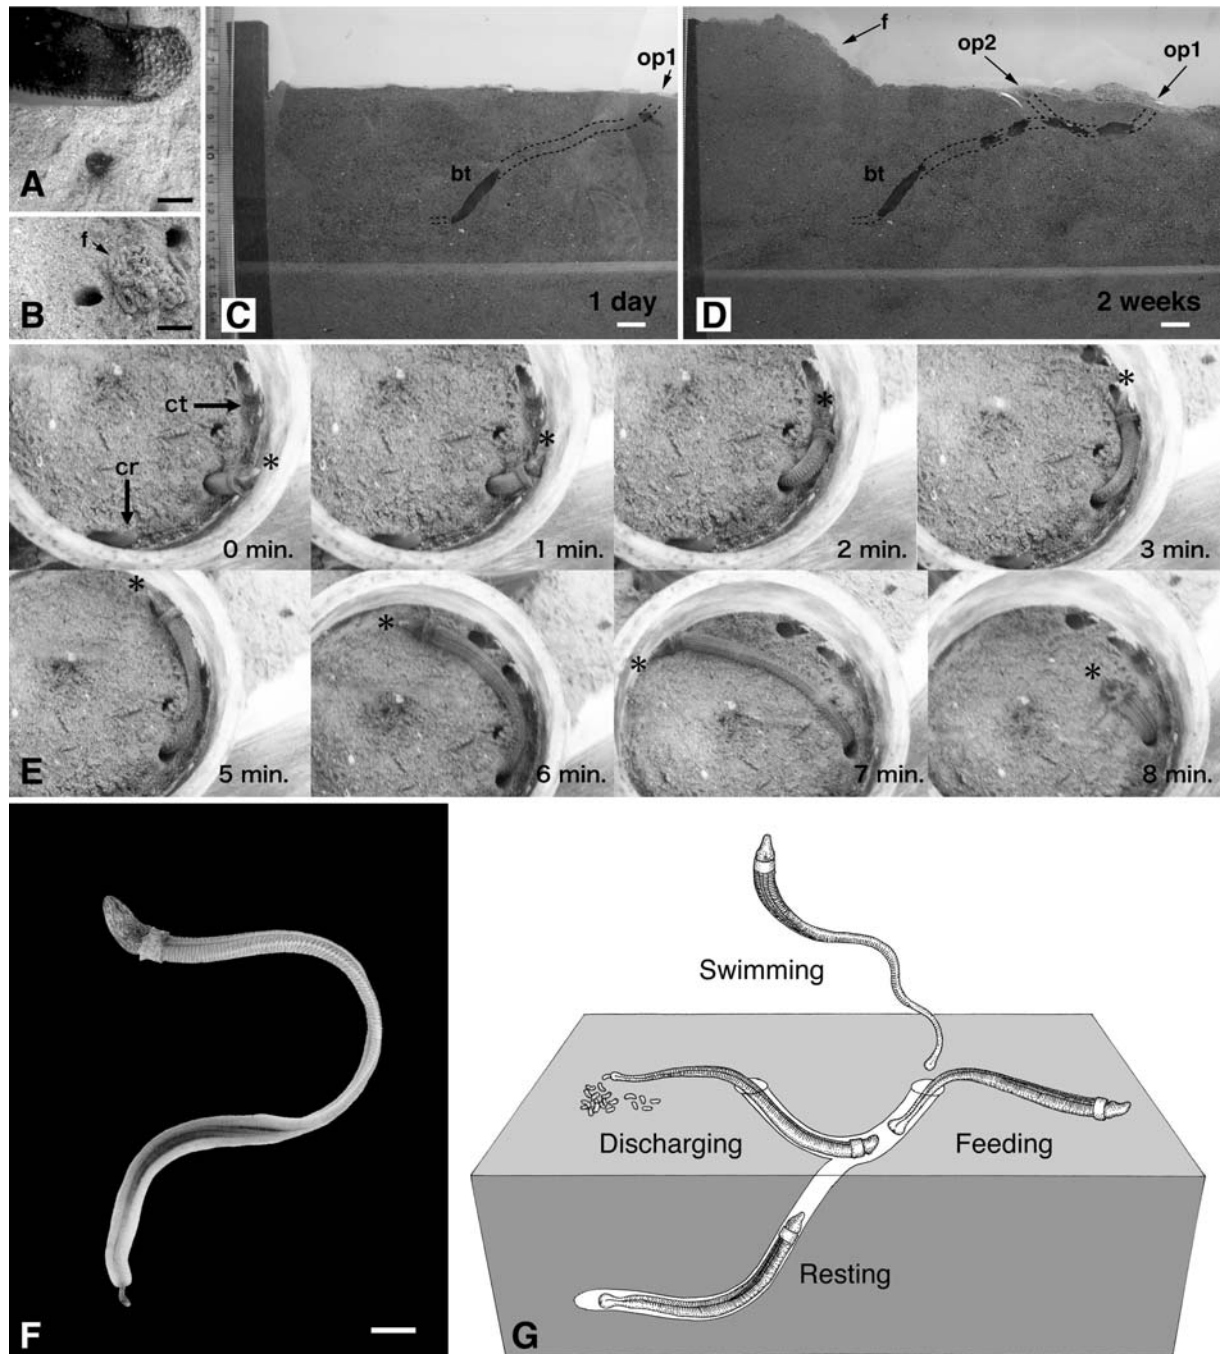 A
f
B
op1
bt
C
1 day
f
op2
op1
bt
D
2 weeks
ct
*
cr
0 min.
*
1 min.
*
2 min.
*
3 min.
*
E
5 min.
*
6 min.
*
7 min.
*
8 min.
F
Swimming
Discharging
Feeding
Resting
G